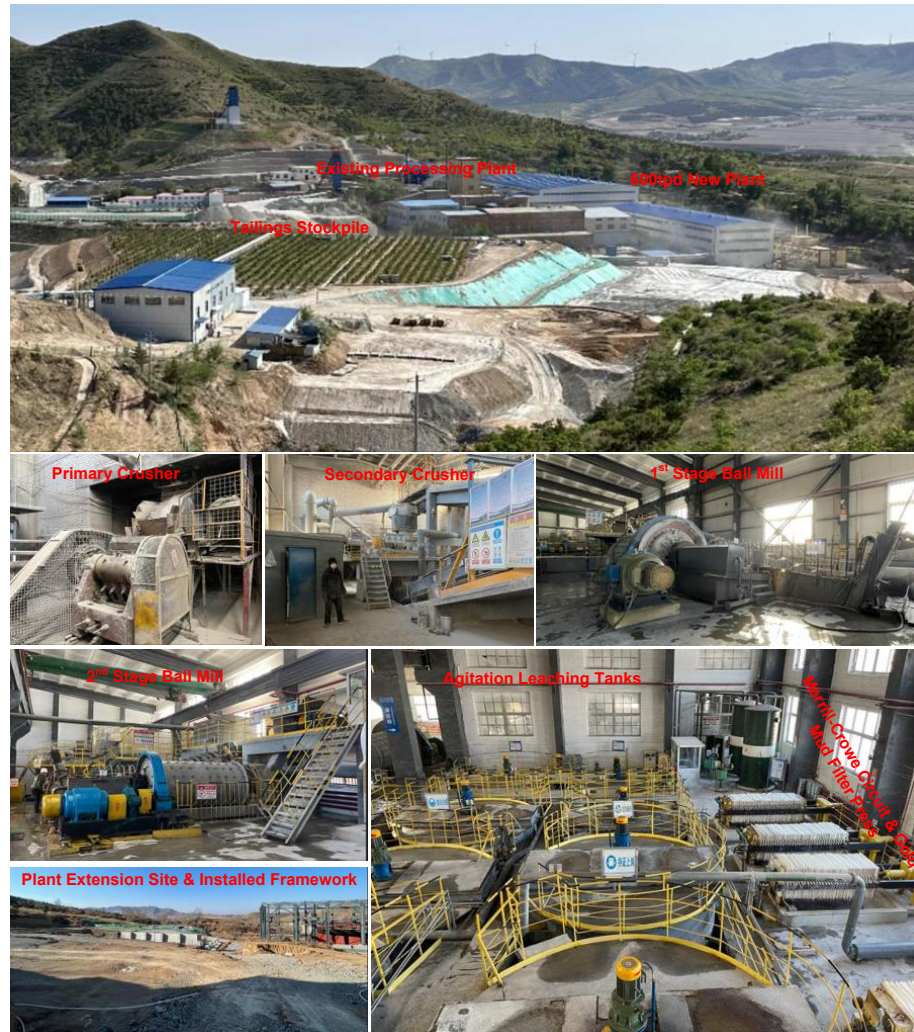 Existing Processing Plant
600tpd New Plant
Tailings Stockpile
Primary Crusher
Secondary Crusher
1st Stage Ball Mill
2nd Stage Ball Mill
Agitation Leaching Tanks
Merrill-Crowe Circuit & Gold
Mud Filter Press
Plant Extension Site & Installed Framework